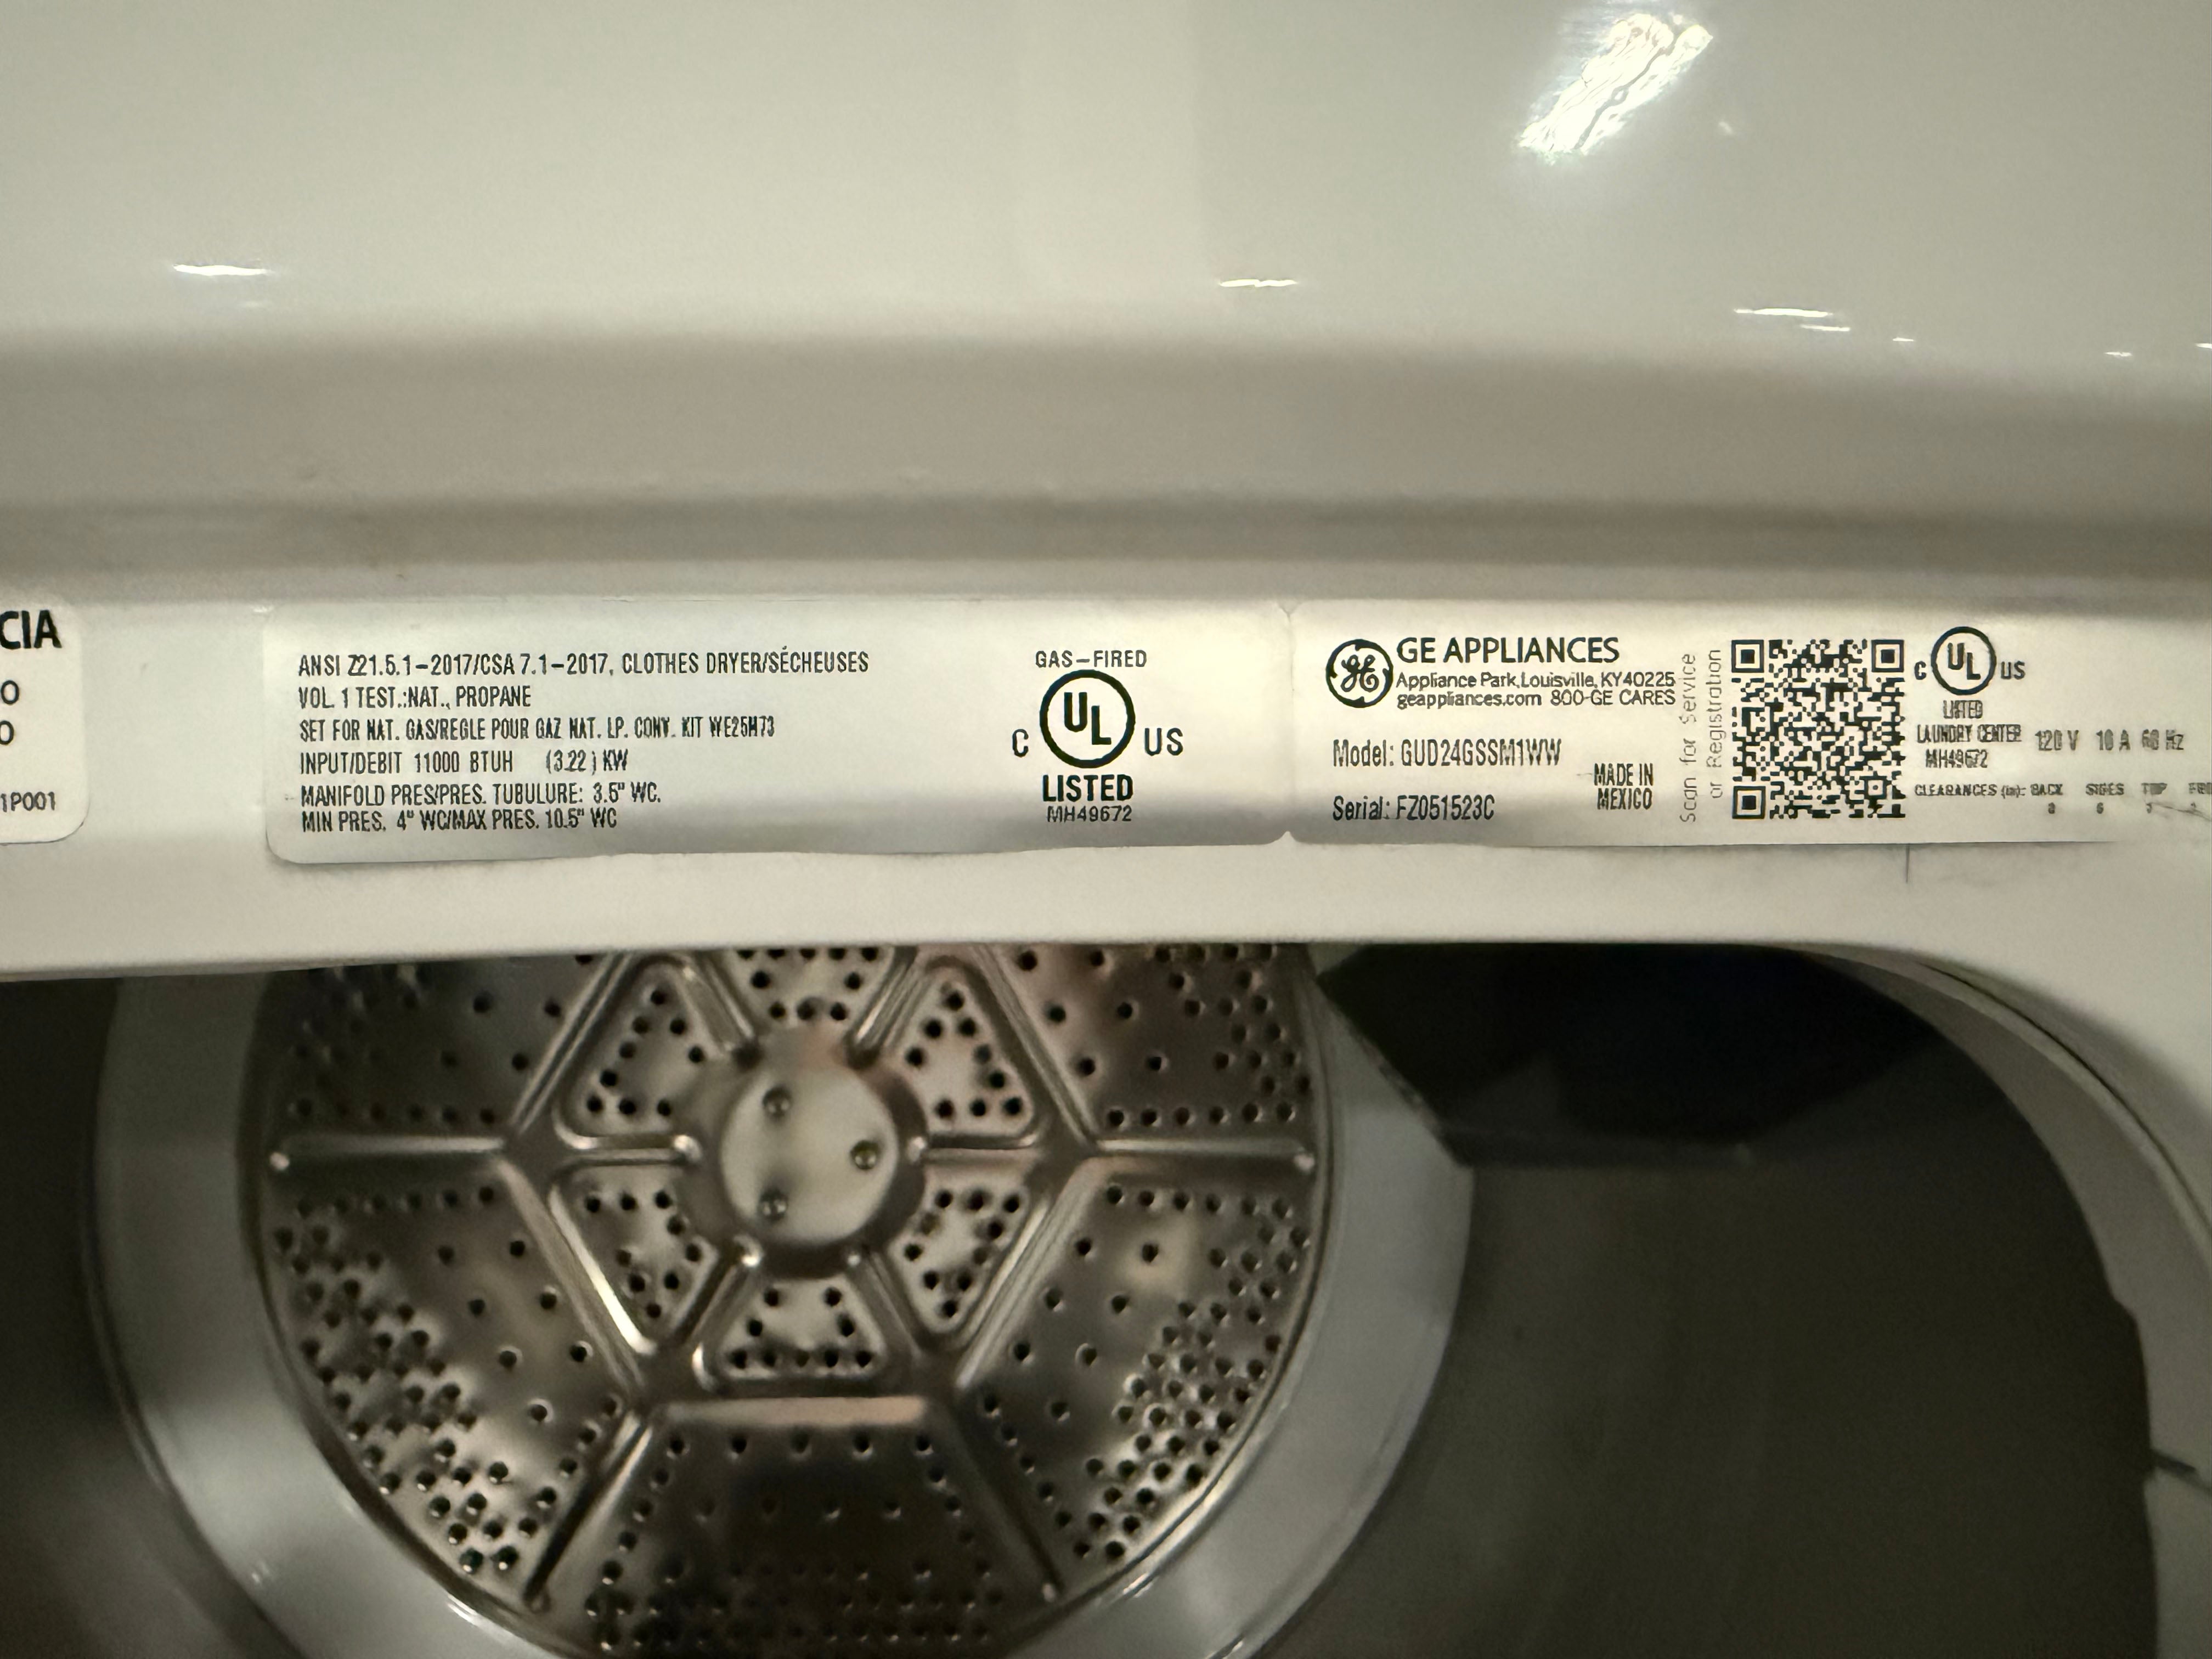 CIA
O
O
1P001
ANSI Z21.5.1-2017/CSA 7.1-2017, CLOTHES DRYER/SÉCHEUSES
VOL. 1 TEST.:NAT., PROPANE
SET FOR NAT. GAS/REGLE POUR GAZ NAT. LP. CONV. KIT WE25M73
INPUT/DEBIT 11000 BTUH (3.22) KW
MANIFOLD PRES/PRES. TUBULURE: 3.5" WC.
MIN PRES. 4" WC/MAX PRES. 10.5" WC
GAS-FIRED
C UL US
LISTED
MH49672
GE GE APPLIANCES
Appliance Park, Louisville, KY 40225
geappliances.com 800-GE CARES
Model: GUD24GSSM1WW
MADE IN
MEXICO
Serial: FZ051523C
Scan for Service
or Registration
C UL US
LISTED
LAUNDRY CENTER
MH49672
120 V 10 A 60 Hz
CLEARANCES (in): BACK SIDES TOP